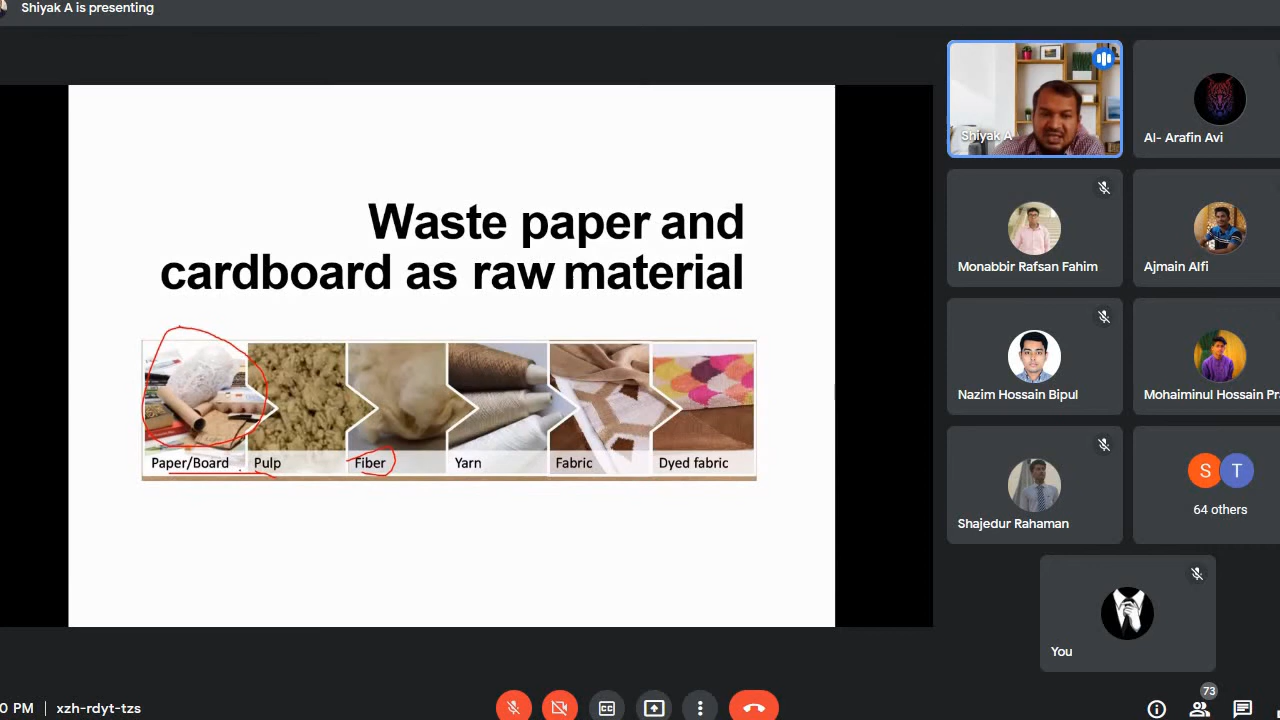 Shiyak A is presenting
Waste paper and
cardboard as raw material
Paper/Board Pulp Fiber Yarn Fabric Dyed fabric
Shiyak A
Al- Arafin Avi
Monabbir Rafsan Fahim
Ajmain Alfi
Nazim Hossain Bipul
Mohaiminul Hossain
Shajedur Rahaman
S T
64 others
You
PM | xzh-rdyt-tzs
CC
73